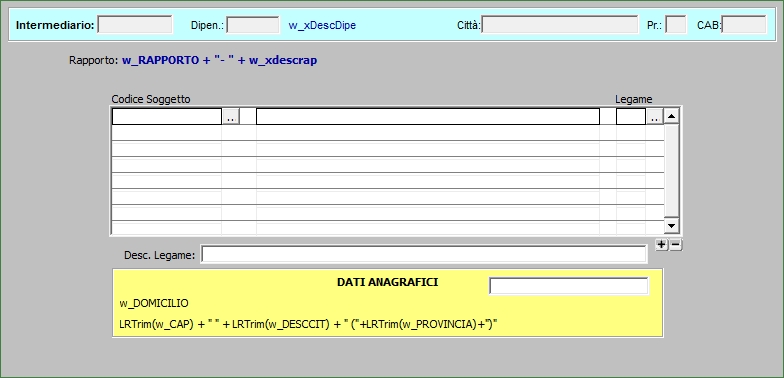 Intermediario: Dipen.: w_xDescDipe Città: Pr.: CAB:
Rapporto: w_RAPPORTO + "- " + w_xdescrap
Codice Soggetto Legame
... ...
Desc. Legame:
DATI ANAGRAFICI
w_DOMICILIO
LRTrim(w_CAP) + " " + LRTrim(w_DESCCIT) + " ("+LRTrim(w_PROVINCIA)+")"